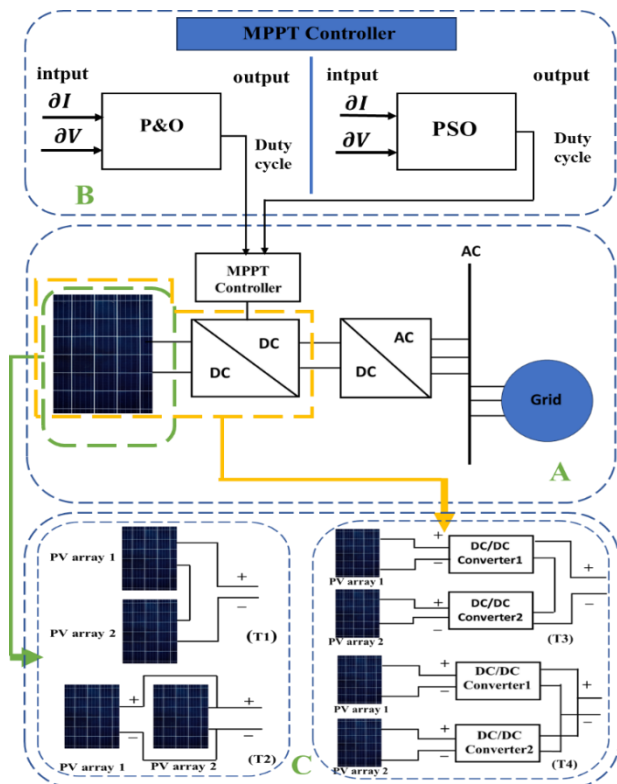 MPPT Controller
intput
output
∂I
∂V
P&O
Duty
cycle
B
intput
output
∂I
∂V
PSO
Duty
cycle
AC
MPPT
Controller
DC
DC
AC
DC
Grid
A
PV array 1
PV array 2
+
−
(T1)
+
−
+
−
PV array 1
PV array 2
(T2)
C
PV array 1
+
−
DC/DC
Converter1
+
−
PV array 2
+
−
DC/DC
Converter2
(T3)
PV array 1
+
−
DC/DC
Converter1
+
−
PV array 2
+
−
DC/DC
Converter2
(T4)